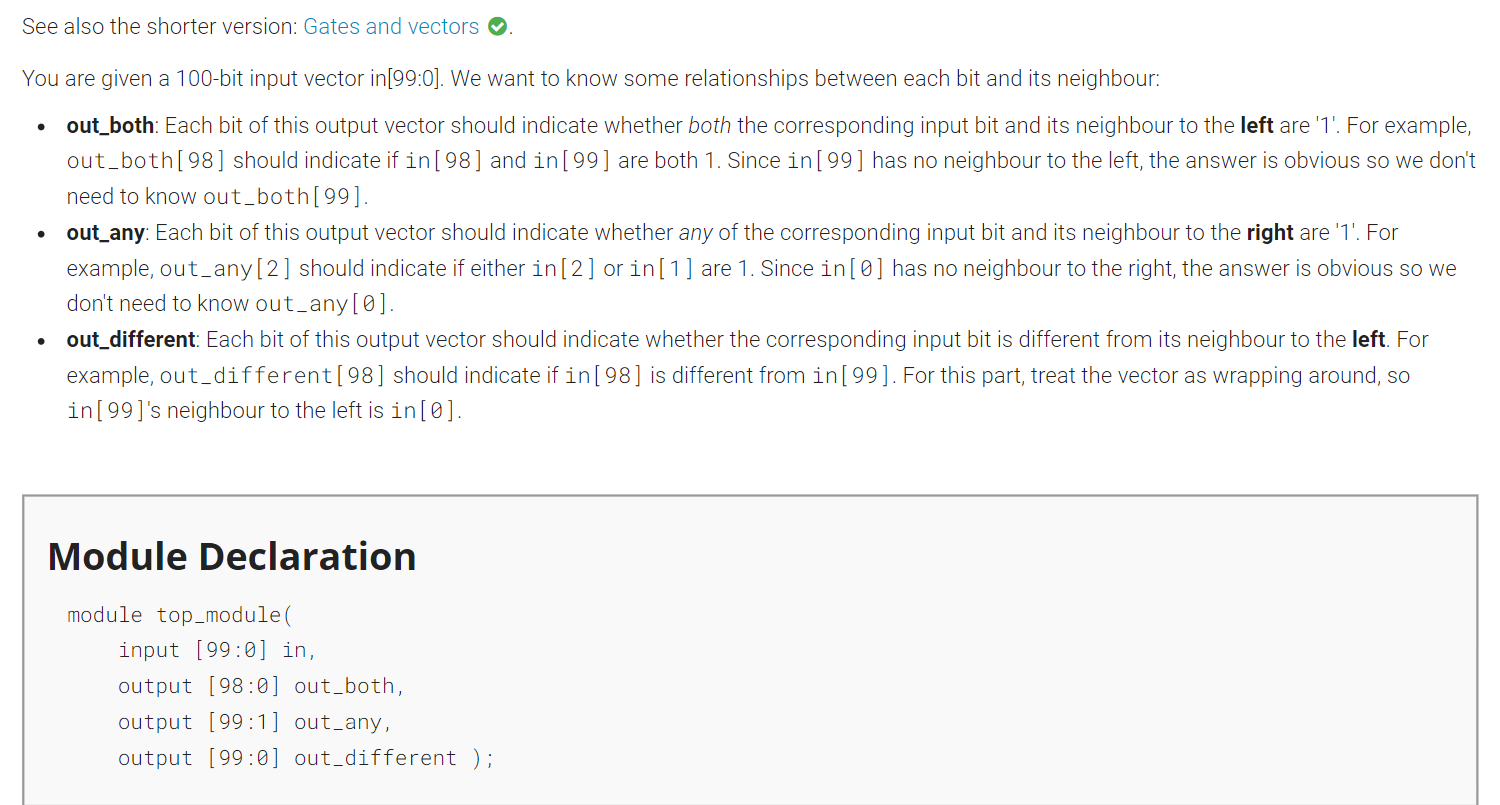 See also the shorter version: Gates and vectors .
You are given a 100-bit input vector in[99:0]. We want to know some relationships between each bit and its neighbour:
• out_both: Each bit of this output vector should indicate whether both the corresponding input bit and its neighbour to the left are '1'. For example,
out_both[98] should indicate if in[98] and in[99] are both 1. Since in[99] has no neighbour to the left, the answer is obvious so we don't
need to know out_both[99].
• out_any: Each bit of this output vector should indicate whether any of the corresponding input bit and its neighbour to the right are '1'. For
example, out_any[2] should indicate if either in[2] or in[1] are 1. Since in[0] has no neighbour to the right, the answer is obvious so we
don't need to know out_any[0].
• out_different: Each bit of this output vector should indicate whether the corresponding input bit is different from its neighbour to the left. For
example, out_different[98] should indicate if in[98] is different from in[99]. For this part, treat the vector as wrapping around, so
in[99]'s neighbour to the left is in[0].
Module Declaration
module top_module(
input [99:0] in,
output [98:0] out_both,
output [99:1] out_any,
output [99:0] out_different );